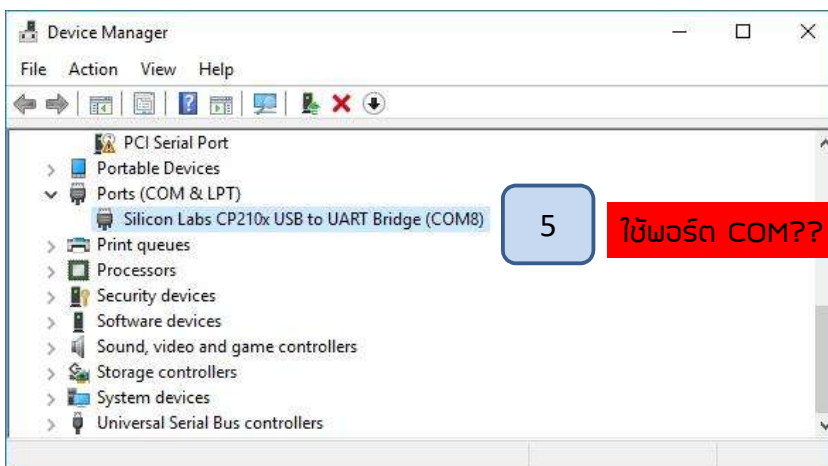 Device Manager
File Action View Help
PCI Serial Port
Portable Devices
Ports (COM & LPT)
Silicon Labs CP210x USB to UART Bridge (COM8)
5
ใช้พอร์ต COM??
Print queues
Processors
Security devices
Software devices
Sound, video and game controllers
Storage controllers
System devices
Universal Serial Bus controllers